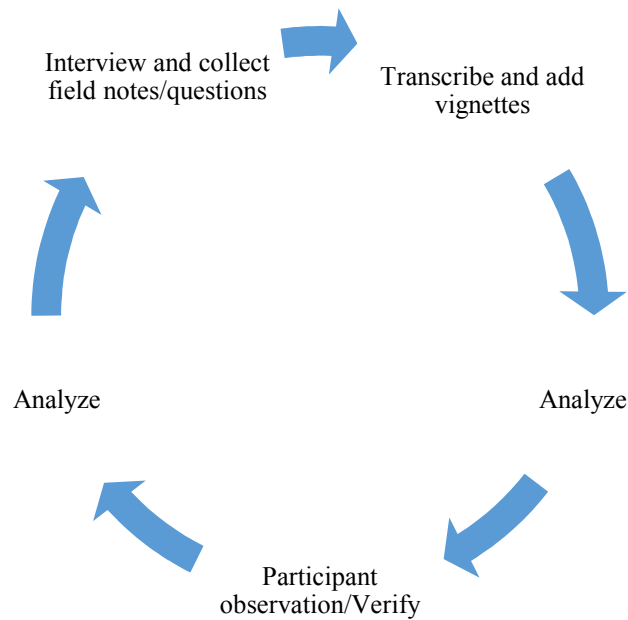 Interview and collect
field notes/questions
Transcribe and add
vignettes
Analyze
Analyze
Participant
observation/Verify